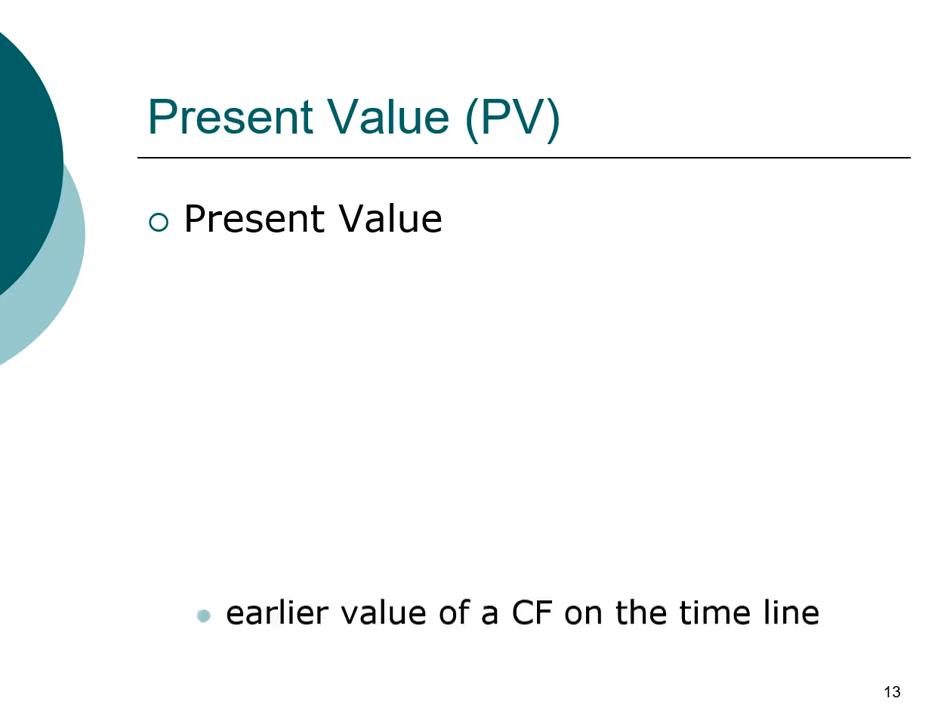 Present Value (PV)
Present Value
earlier value of a CF on the time line
13